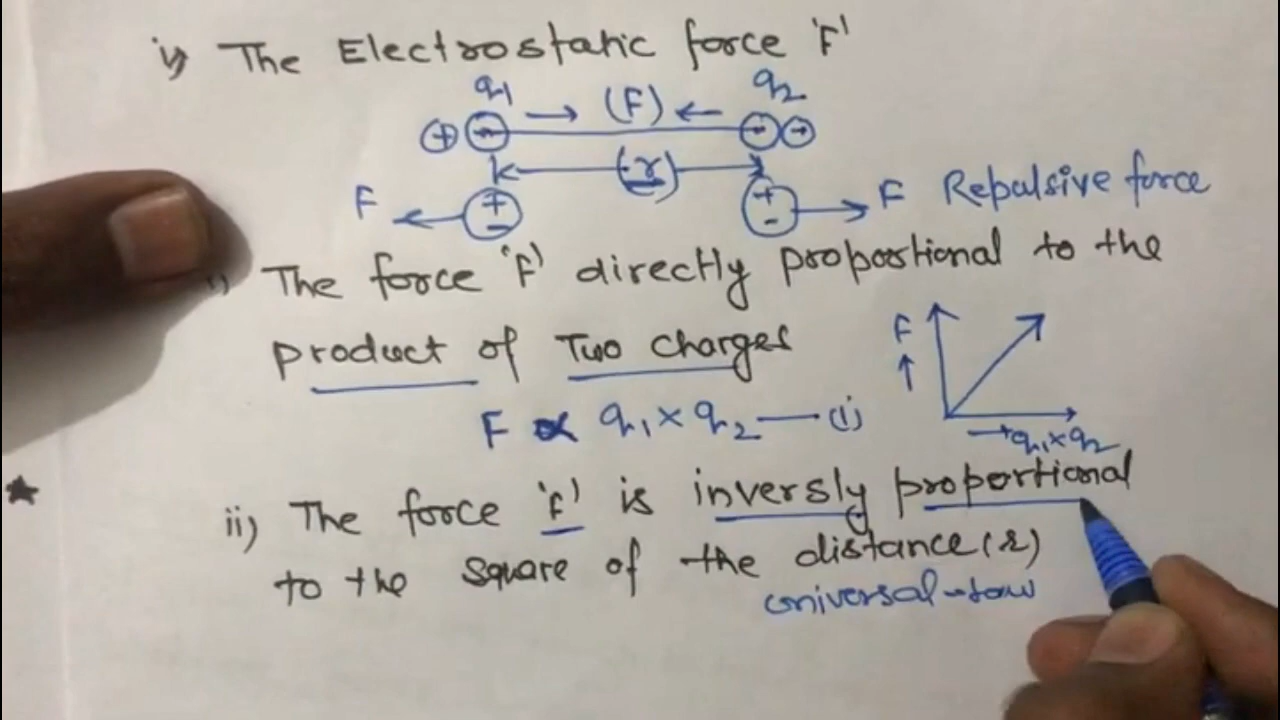 i) The Electrostatic force 'F'
q1 → (F) ← q2
+ - - -
(r)
F + - + - F Repulsive force
i) The force 'F' directly proportional to the
product of Two charges
F
F ∝ q1 × q2 — (i)
q1 × q2
ii) The force 'F' is inversly proportional
to the square of the distance (r)
universal